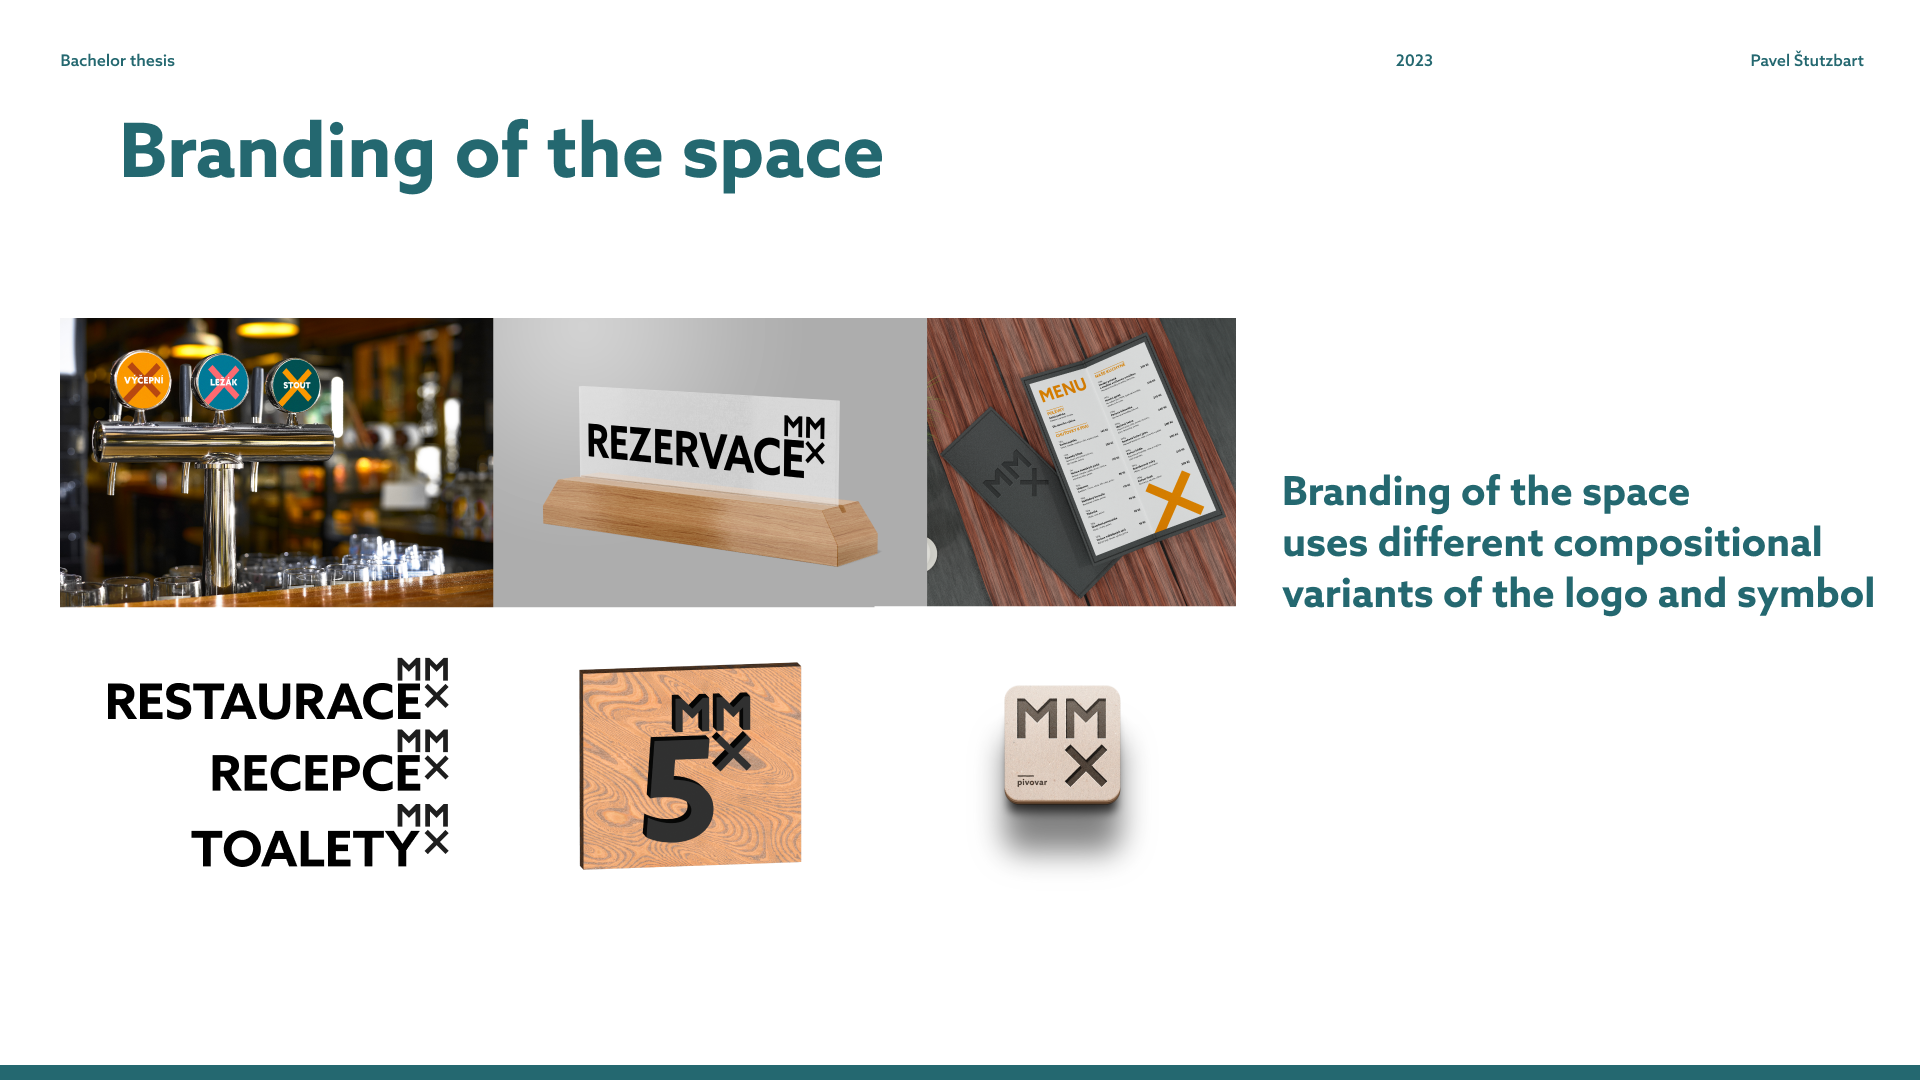 Bachelor thesis
2023
Pavel Štutzbart
Branding of the space
VÝČEPNÍ
LEŽÁK
STOUT
REZERVACE
MM
X
MENU
MM
X
Branding of the space
uses different compositional
variants of the logo and symbol
MM
RESTAURACE X
MM
RECEPCE X
MM
TOALETY X
MM
X
5
MM
X
pivovar